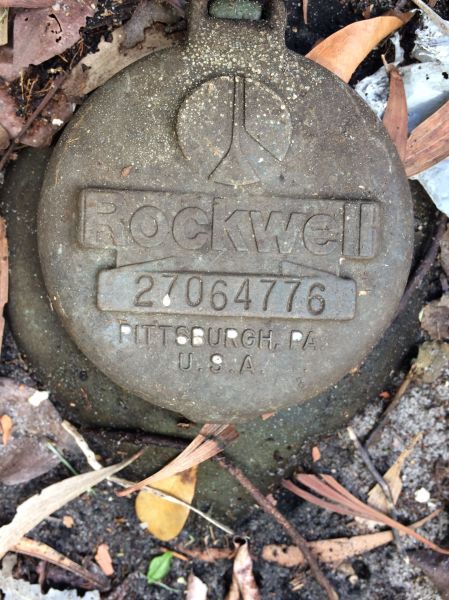 Rockwell
27064776
PITTSBURGH, PA
U.S.A.